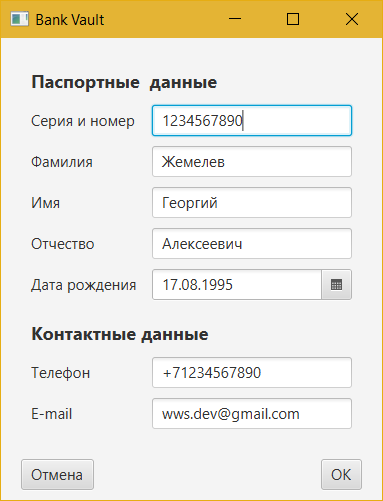 Bank Vault
Паспортные данные
Серия и номер 1234567890
Фамилия Жемелев
Имя Георгий
Отчество Алексеевич
Дата рождения 17.08.1995
Контактные данные
Телефон +71234567890
E-mail wws.dev@gmail.com
Отмена OK